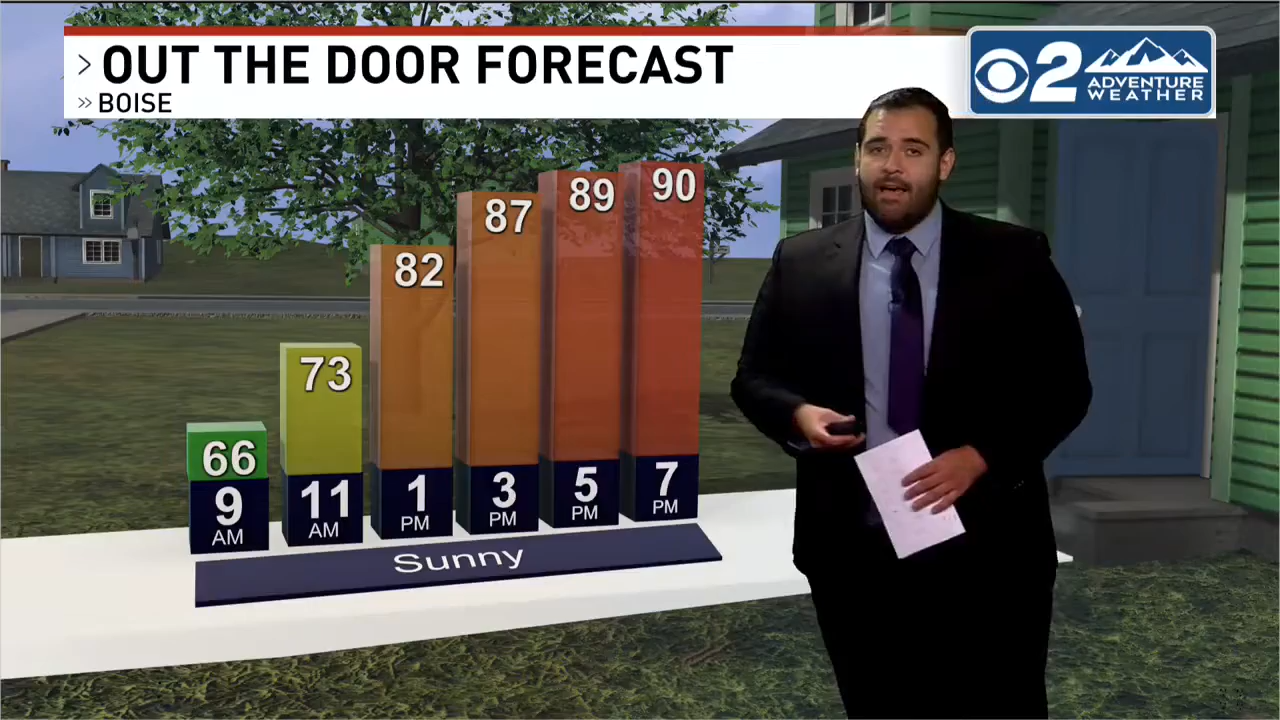 > OUT THE DOOR FORECAST
» BOISE
2
ADVENTURE
WEATHER
66
73
82
87
89
90
9
AM
11
AM
1
PM
3
PM
5
PM
7
PM
Sunny